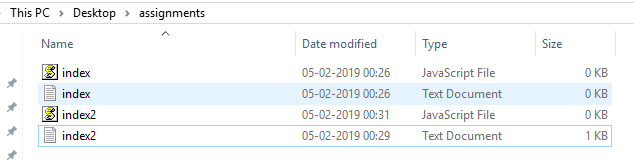 This PC > Desktop > assignments
Name Date modified Type Size
index 05-02-2019 00:26 JavaScript File 0 KB
index 05-02-2019 00:26 Text Document 0 KB
index2 05-02-2019 00:31 JavaScript File 0 KB
index2 05-02-2019 00:29 Text Document 1 KB